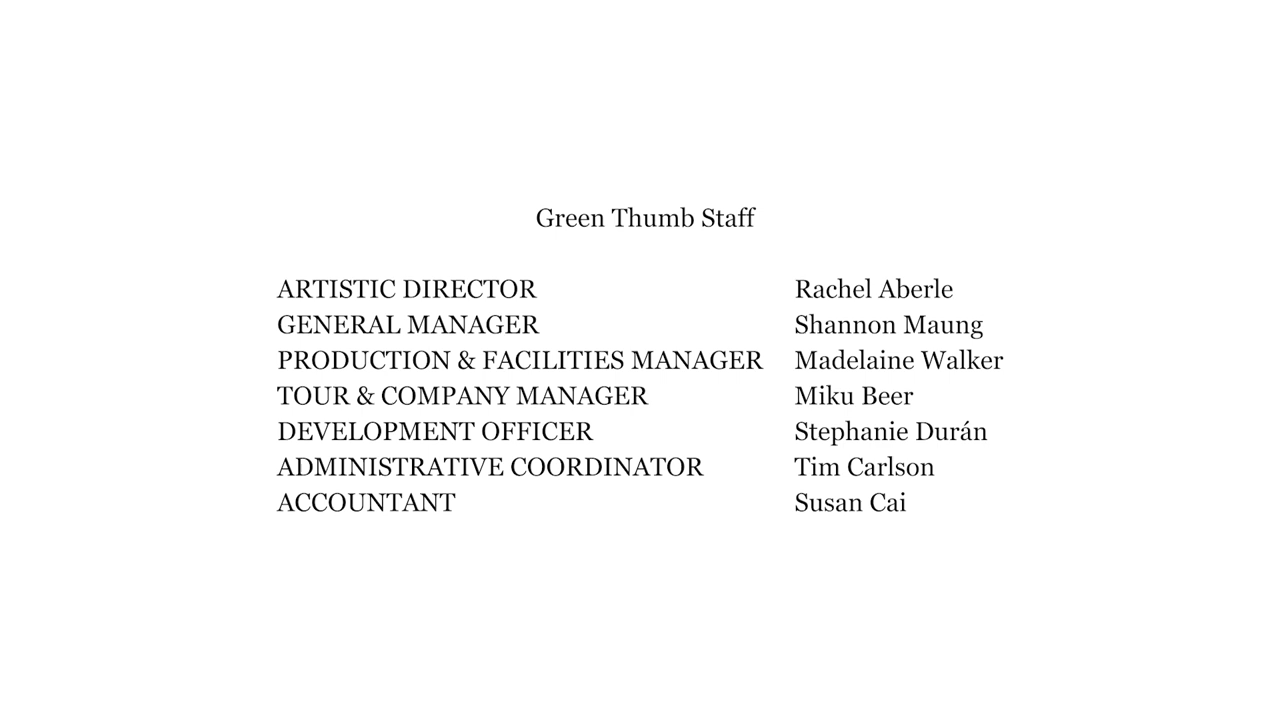 Green Thumb Staff
ARTISTIC DIRECTOR Rachel Aberle
GENERAL MANAGER Shannon Maung
PRODUCTION & FACILITIES MANAGER Madelaine Walker
TOUR & COMPANY MANAGER Miku Beer
DEVELOPMENT OFFICER Stephanie Durán
ADMINISTRATIVE COORDINATOR Tim Carlson
ACCOUNTANT Susan Cai